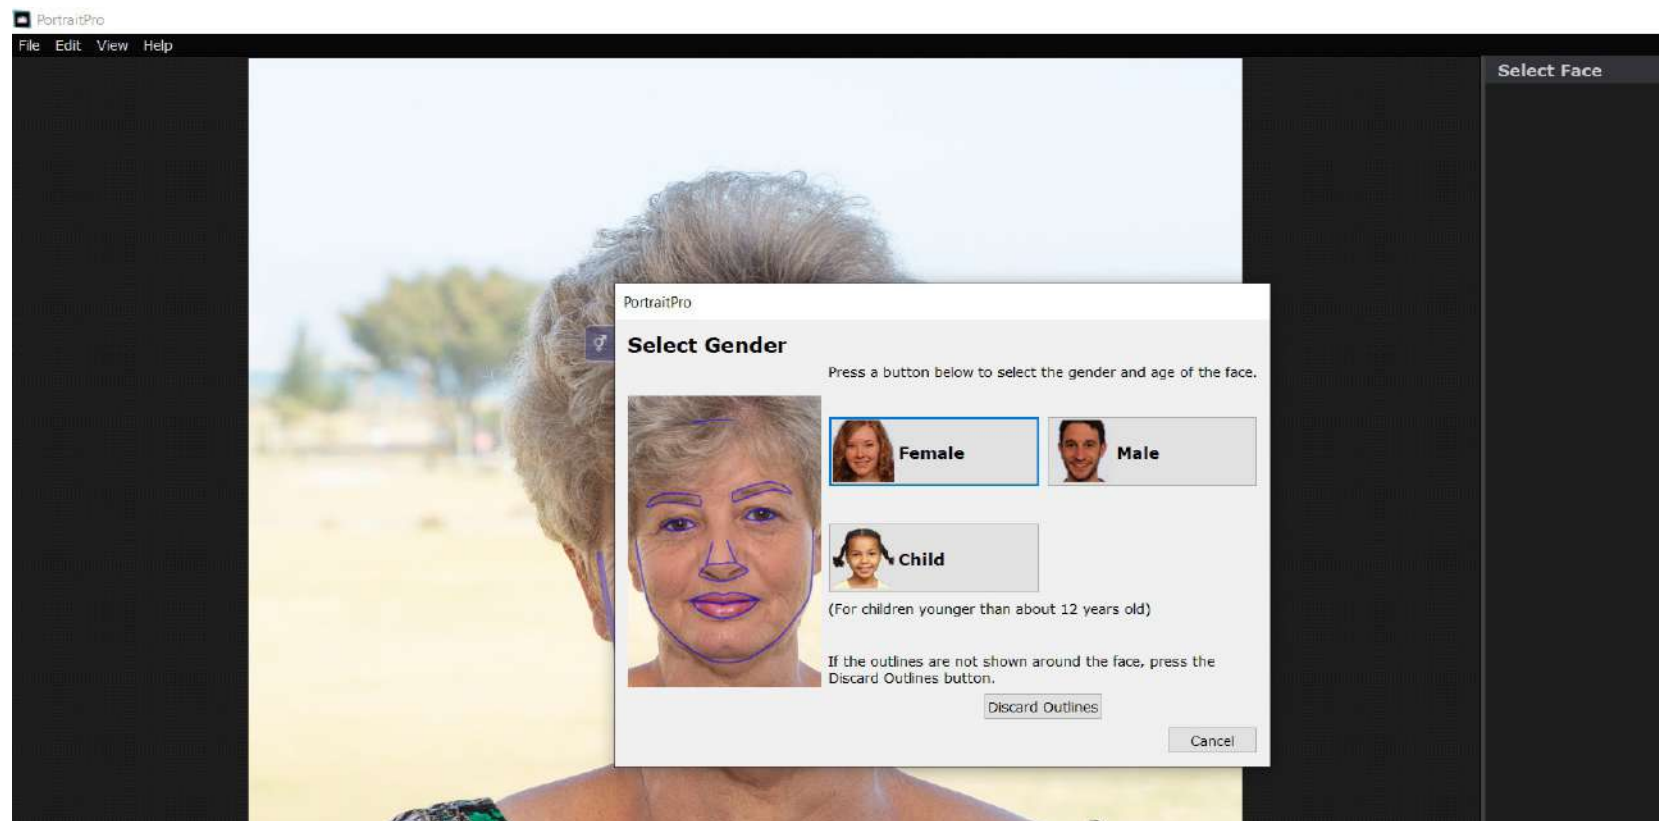 PortraitPro
File Edit View Help
Select Face
PortraitPro
Select Gender
Press a button below to select the gender and age of the face.
Female
Male
Child
(For children younger than about 12 years old)
If the outlines are not shown around the face, press the
Discard Outlines button.
Discard Outlines
Cancel